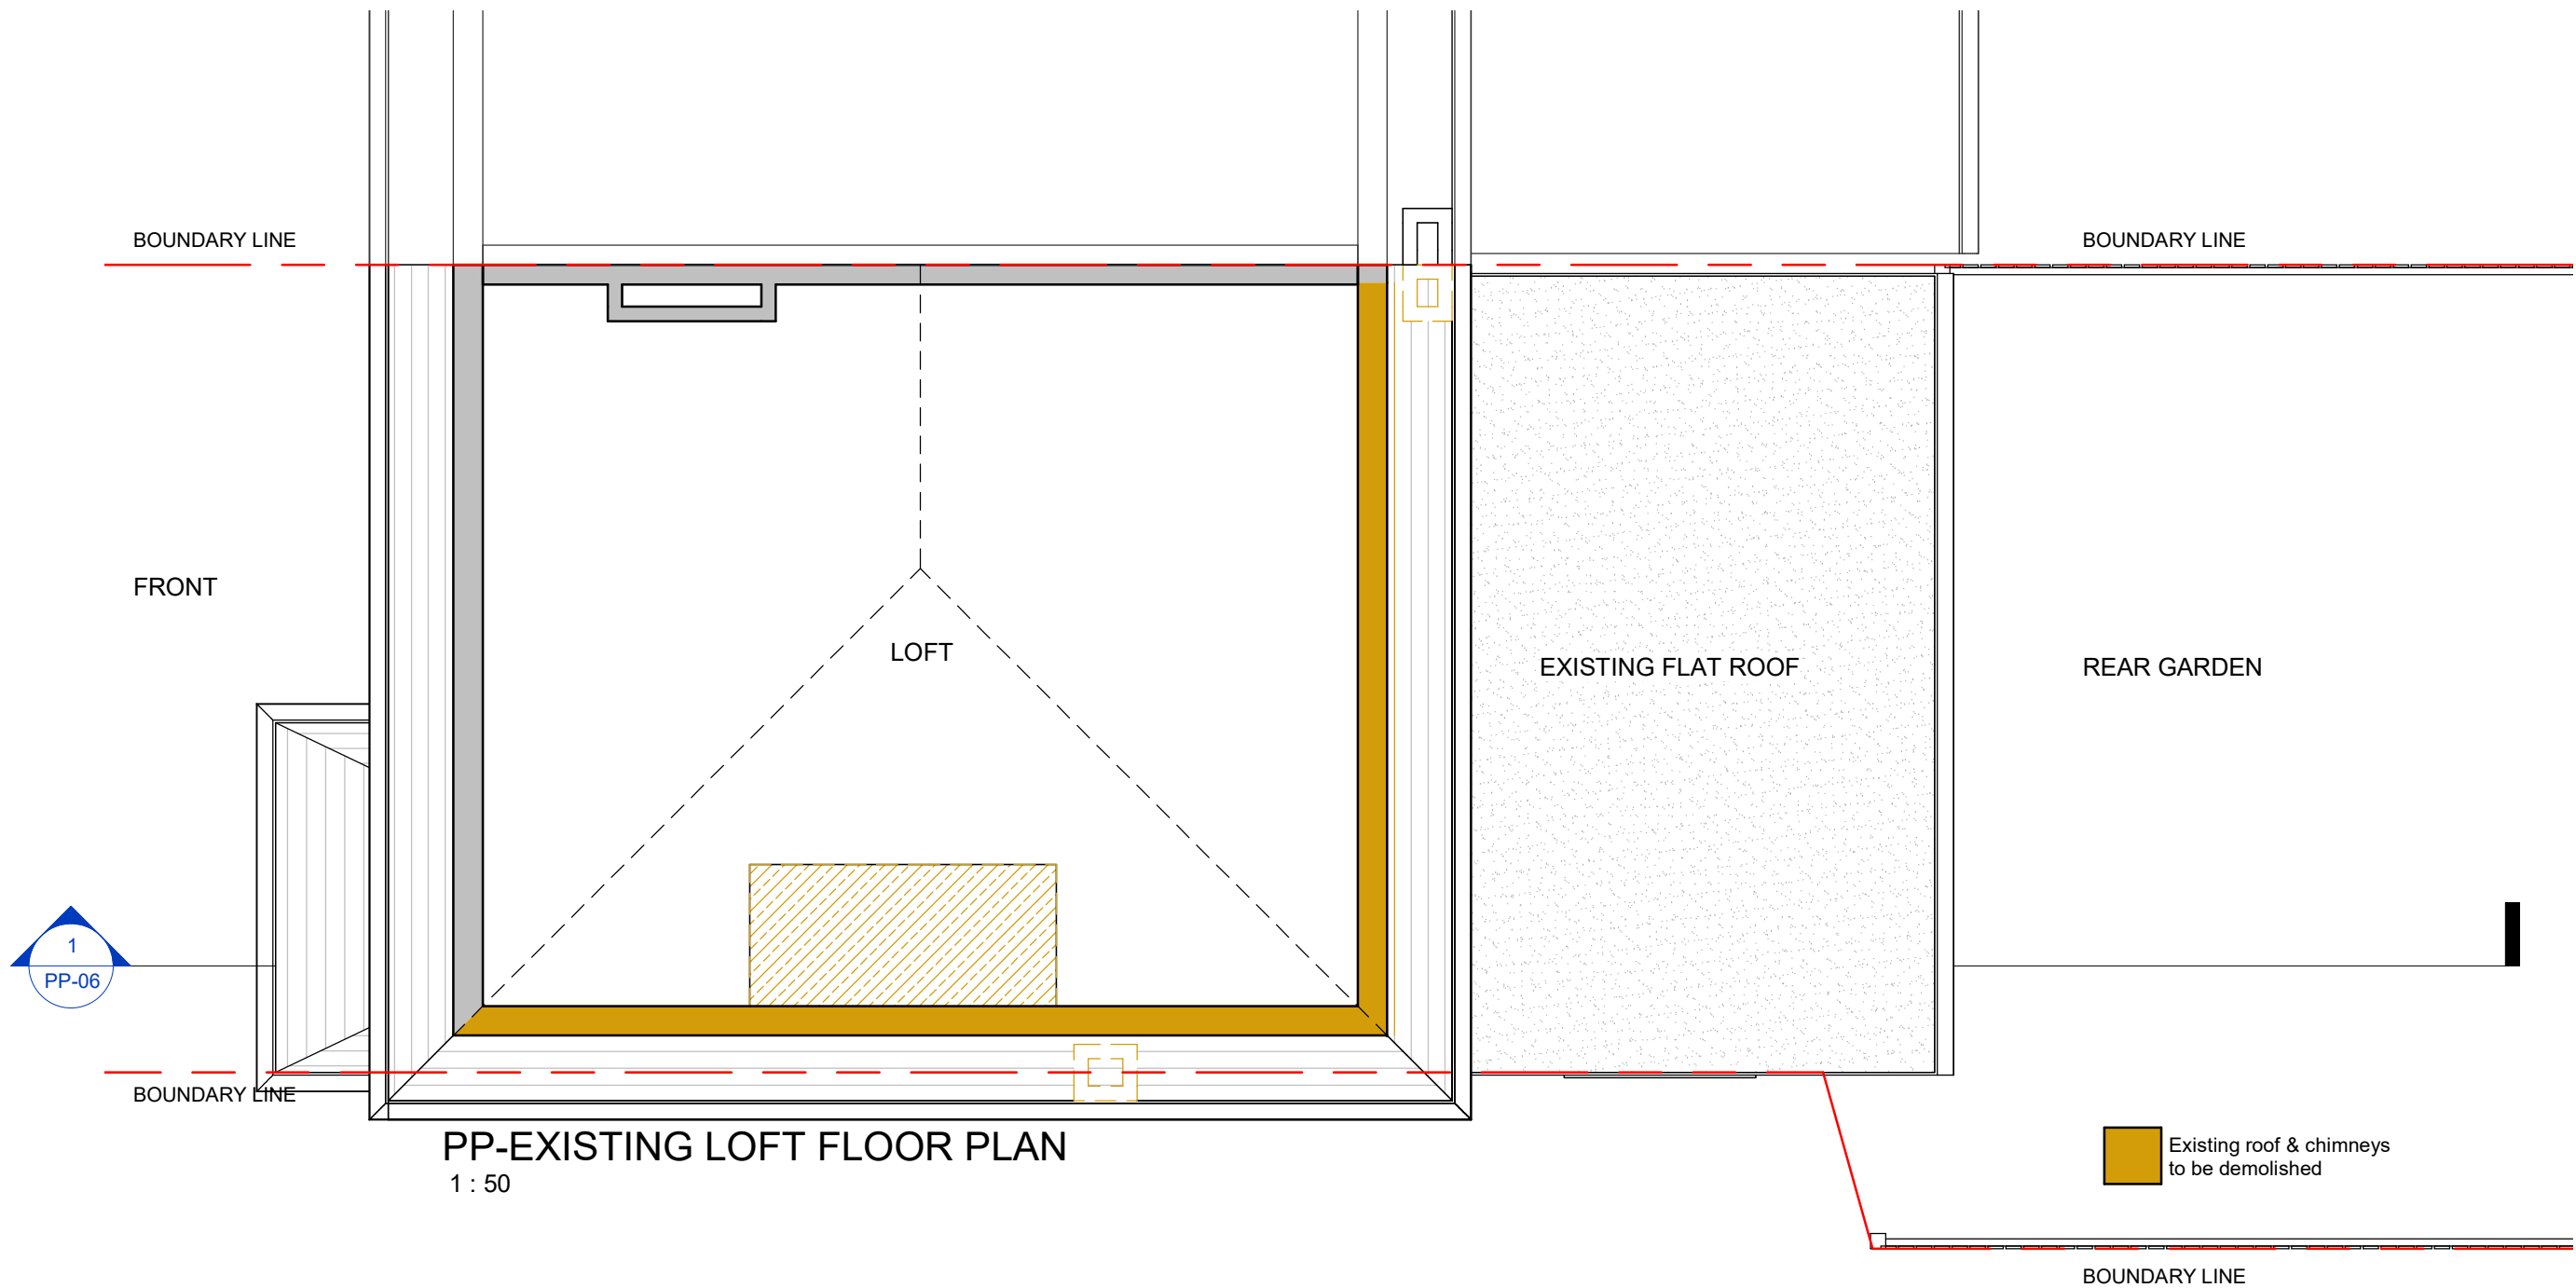 BOUNDARY LINE
BOUNDARY LINE
FRONT
LOFT
EXISTING FLAT ROOF
REAR GARDEN
1
PP-06
BOUNDARY LINE
PP-EXISTING LOFT FLOOR PLAN
1 : 50
Existing roof & chimneys
to be demolished
BOUNDARY LINE